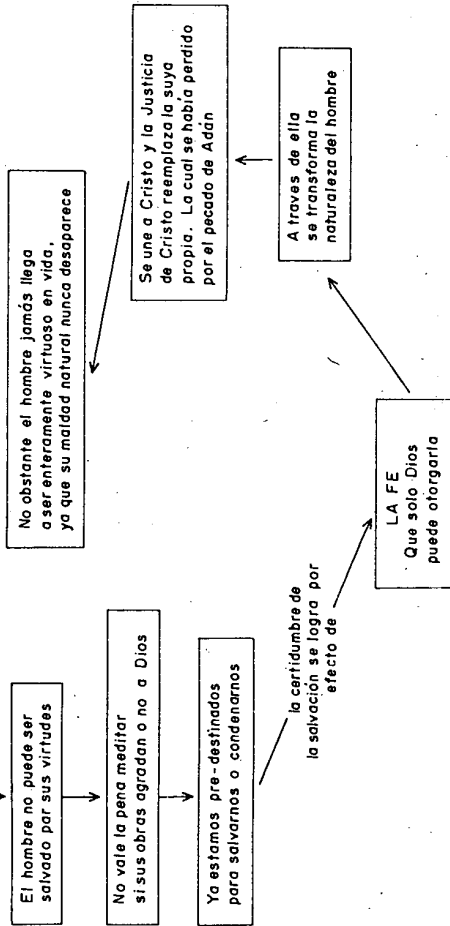 El hombre no puede ser
salvado por sus virtudes
No vale la pena meditar
si sus obras agradan o no a Dios
Ya estamos pre-destinados
para salvarnos o condenarnos
la certidumbre de
la salvación se logra por
efecto de
LA FE
Que solo Dios
puede otorgarla
A traves de ella
se transforma la
naturaleza del hombre
Se une a Cristo y la Justicia
de Cristo reemplaza la suya
propia. La cual se había perdido
por el pecado de Adán
No obstante el hombre jamás llega
a ser enteramente virtuoso en vida,
ya que su maldad natural nunca desaparece